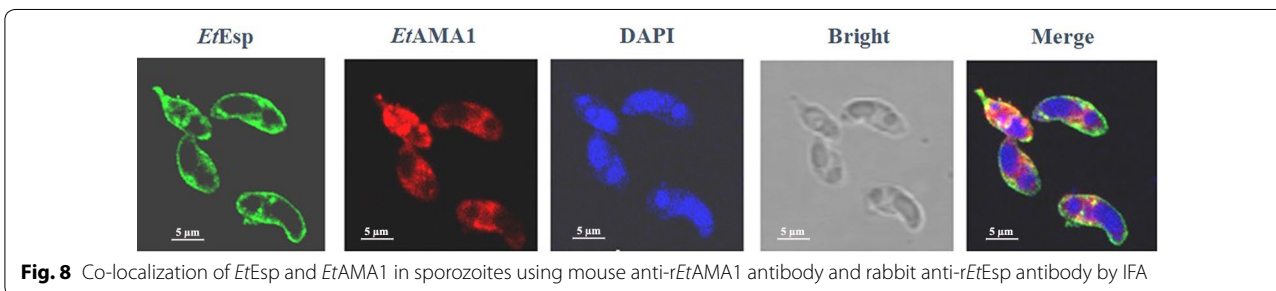 EtEsp EtAMA1 DAPI Bright Merge
5 µm 5 µm 5 µm 5 µm 5 µm
Fig. 8 Co-localization of EtEsp and EtAMA1 in sporozoites using mouse anti-rEtAMA1 antibody and rabbit anti-rEtEsp antibody by IFA